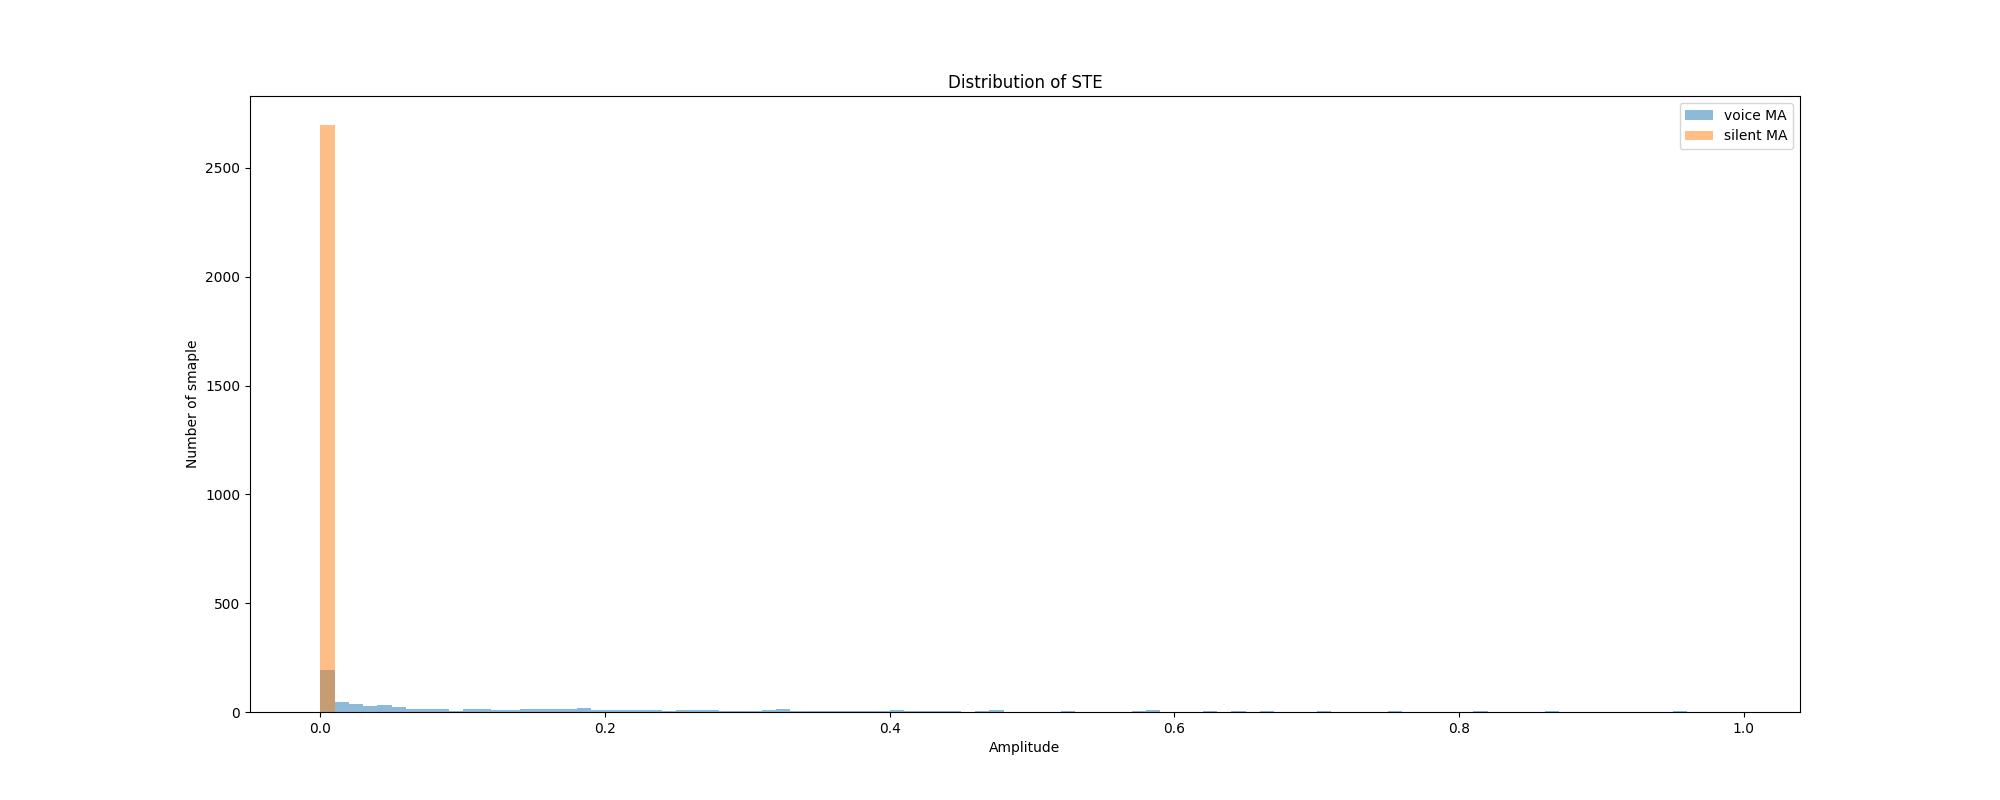 Distribution of STE
voice MA
silent MA
2500
2000
1500
1000
500
0
Number of smaple
0.0 0.2 0.4 0.6 0.8 1.0
Amplitude